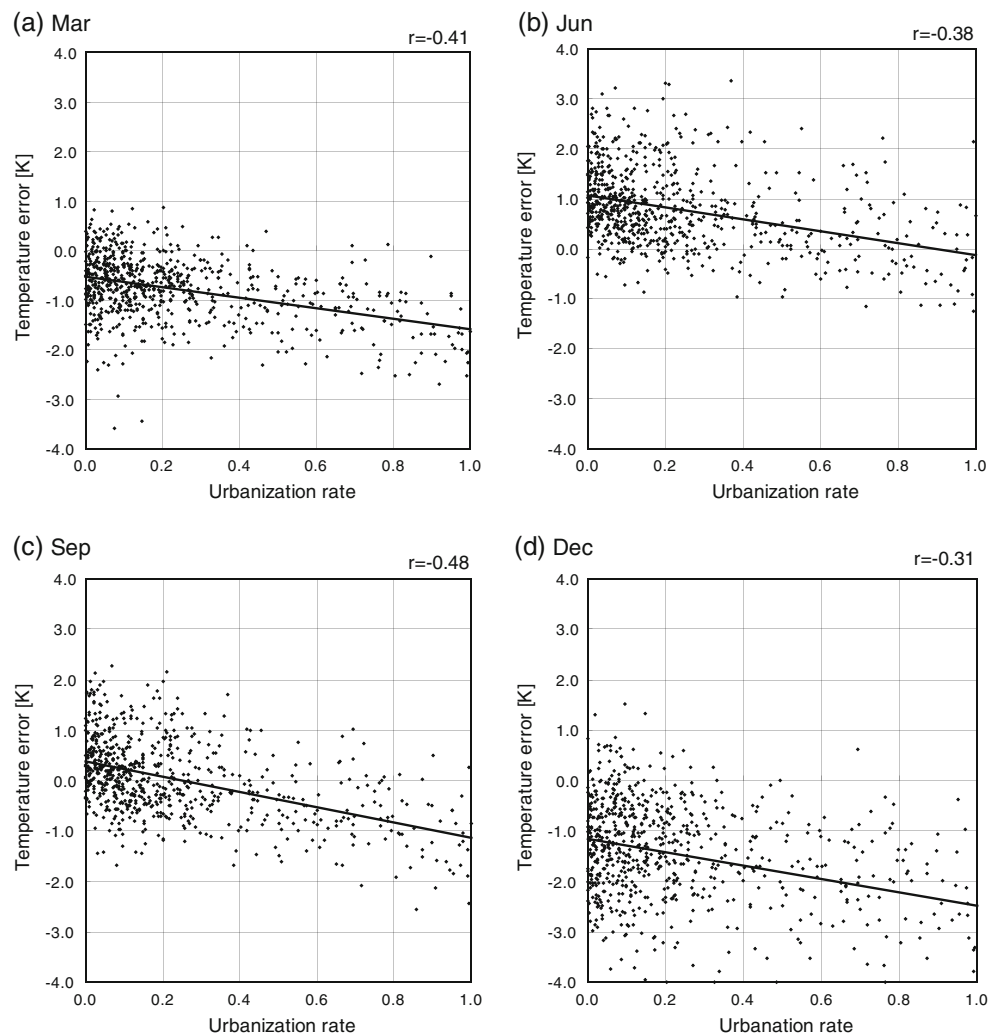 (a) Mar
r=-0.41
4.0
3.0
2.0
1.0
0.0
-1.0
-2.0
-3.0
-4.0
Temperature error [K]
0.0 0.2 0.4 0.6 0.8 1.0
Urbanization rate
(b) Jun
r=-0.38
4.0
3.0
2.0
1.0
0.0
-1.0
-2.0
-3.0
-4.0
Temperature error [K]
0.0 0.2 0.4 0.6 0.8 1.0
Urbanization rate
(c) Sep
r=-0.48
4.0
3.0
2.0
1.0
0.0
-1.0
-2.0
-3.0
-4.0
Temperature error [K]
0.0 0.2 0.4 0.6 0.8 1.0
Urbanization rate
(d) Dec
r=-0.31
4.0
3.0
2.0
1.0
0.0
-1.0
-2.0
-3.0
-4.0
Temperature error [K]
0.0 0.2 0.4 0.6 0.8 1.0
Urbanation rate